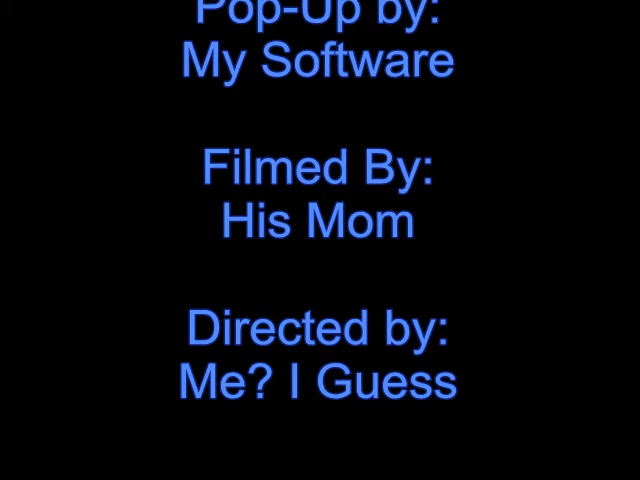 Pop-Up by:
My Software
Filmed By:
His Mom
Directed by:
Me? I Guess